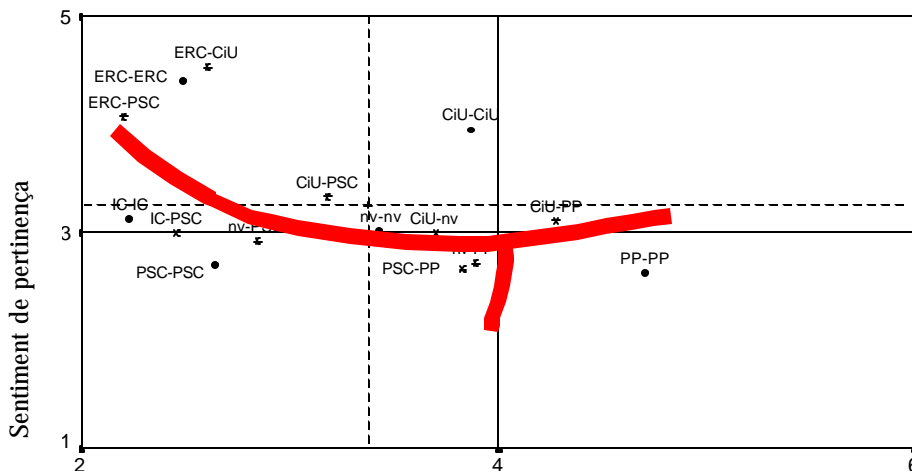 5
ERC-CiU
ERC-ERC
ERC-PSC
CiU-CiU
CiU-PSC
IC-IC
IC-PSC
nv-nv
CiU-nv
CiU-PP
3
PSC-PSC
PSC-PP
PP-PP
Sentiment de pertinença
1
2
4
6